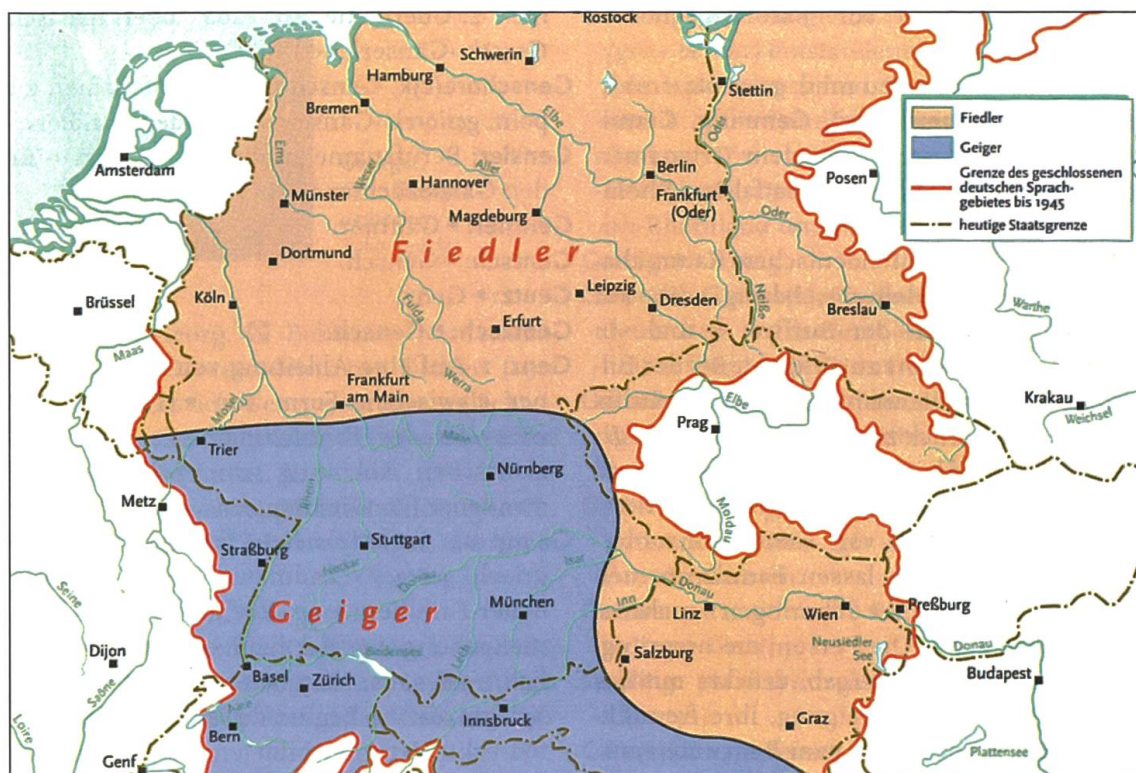 Rostock
Schwerin
Hamburg
Stettin
Bremen
Elbe
Oder
Ems
Weser
Aller
Amsterdam
Berlin
Posen
Hannover
Münster
Frankfurt
(Oder)
Magdeburg
Oder
Fiedler
Dortmund
Leipzig
Köln
Dresden
Neiße
Breslau
Brüssel
Fulda
Erfurt
Warthe
Maas
Werra
Frankfurt
am Main
Mosel
Elbe
Krakau
Weichsel
Prag
Main
Trier
Nürnberg
Rhein
Metz
Moldau
Straßburg
Stuttgart
Neckar
Donau
Isar
Donau
Seine
Geiger
München
Inn
Linz
Wien
Preßburg
Neusiedler
See
Donau
Dijon
Bodensee
Lech
Salzburg
Budapest
Saône
Basel
Zürich
Aare
Innsbruck
Loire
Bern
Graz
Genf
Plattensee
Fiedler
Geiger
Grenze des geschlossenen
deutschen Sprach-
gebietes bis 1945
heutige Staatsgrenze